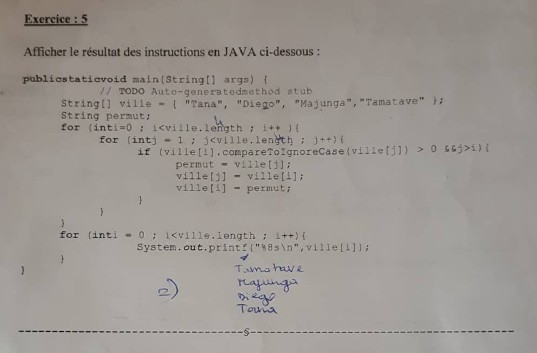 Exercice : 5
Afficher le résultat des instructions en JAVA ci-dessous :
publicstaticvoid main(String[] args) {
// TODO Auto-generatedmethod stub
String[] ville = { "Tana", "Diego", "Majunga","Tamatave" };
String permut;
4
for (inti=0 ; i<ville.length ; i++ ){
for (intj = 1 ; j<ville.length ; j++){
if (ville[i].compareToIgnoreCase(ville[j]) > 0 &&j>i){
permut = ville[j];
ville[j] = ville[i];
ville[i] = permut;
}
}
}
for (inti = 0 ; i<ville.length ; i++){
System.out.printf("%8s\n",ville[i]);
}
}
Tamatave
Majunga
2)
Diego
Tana
§